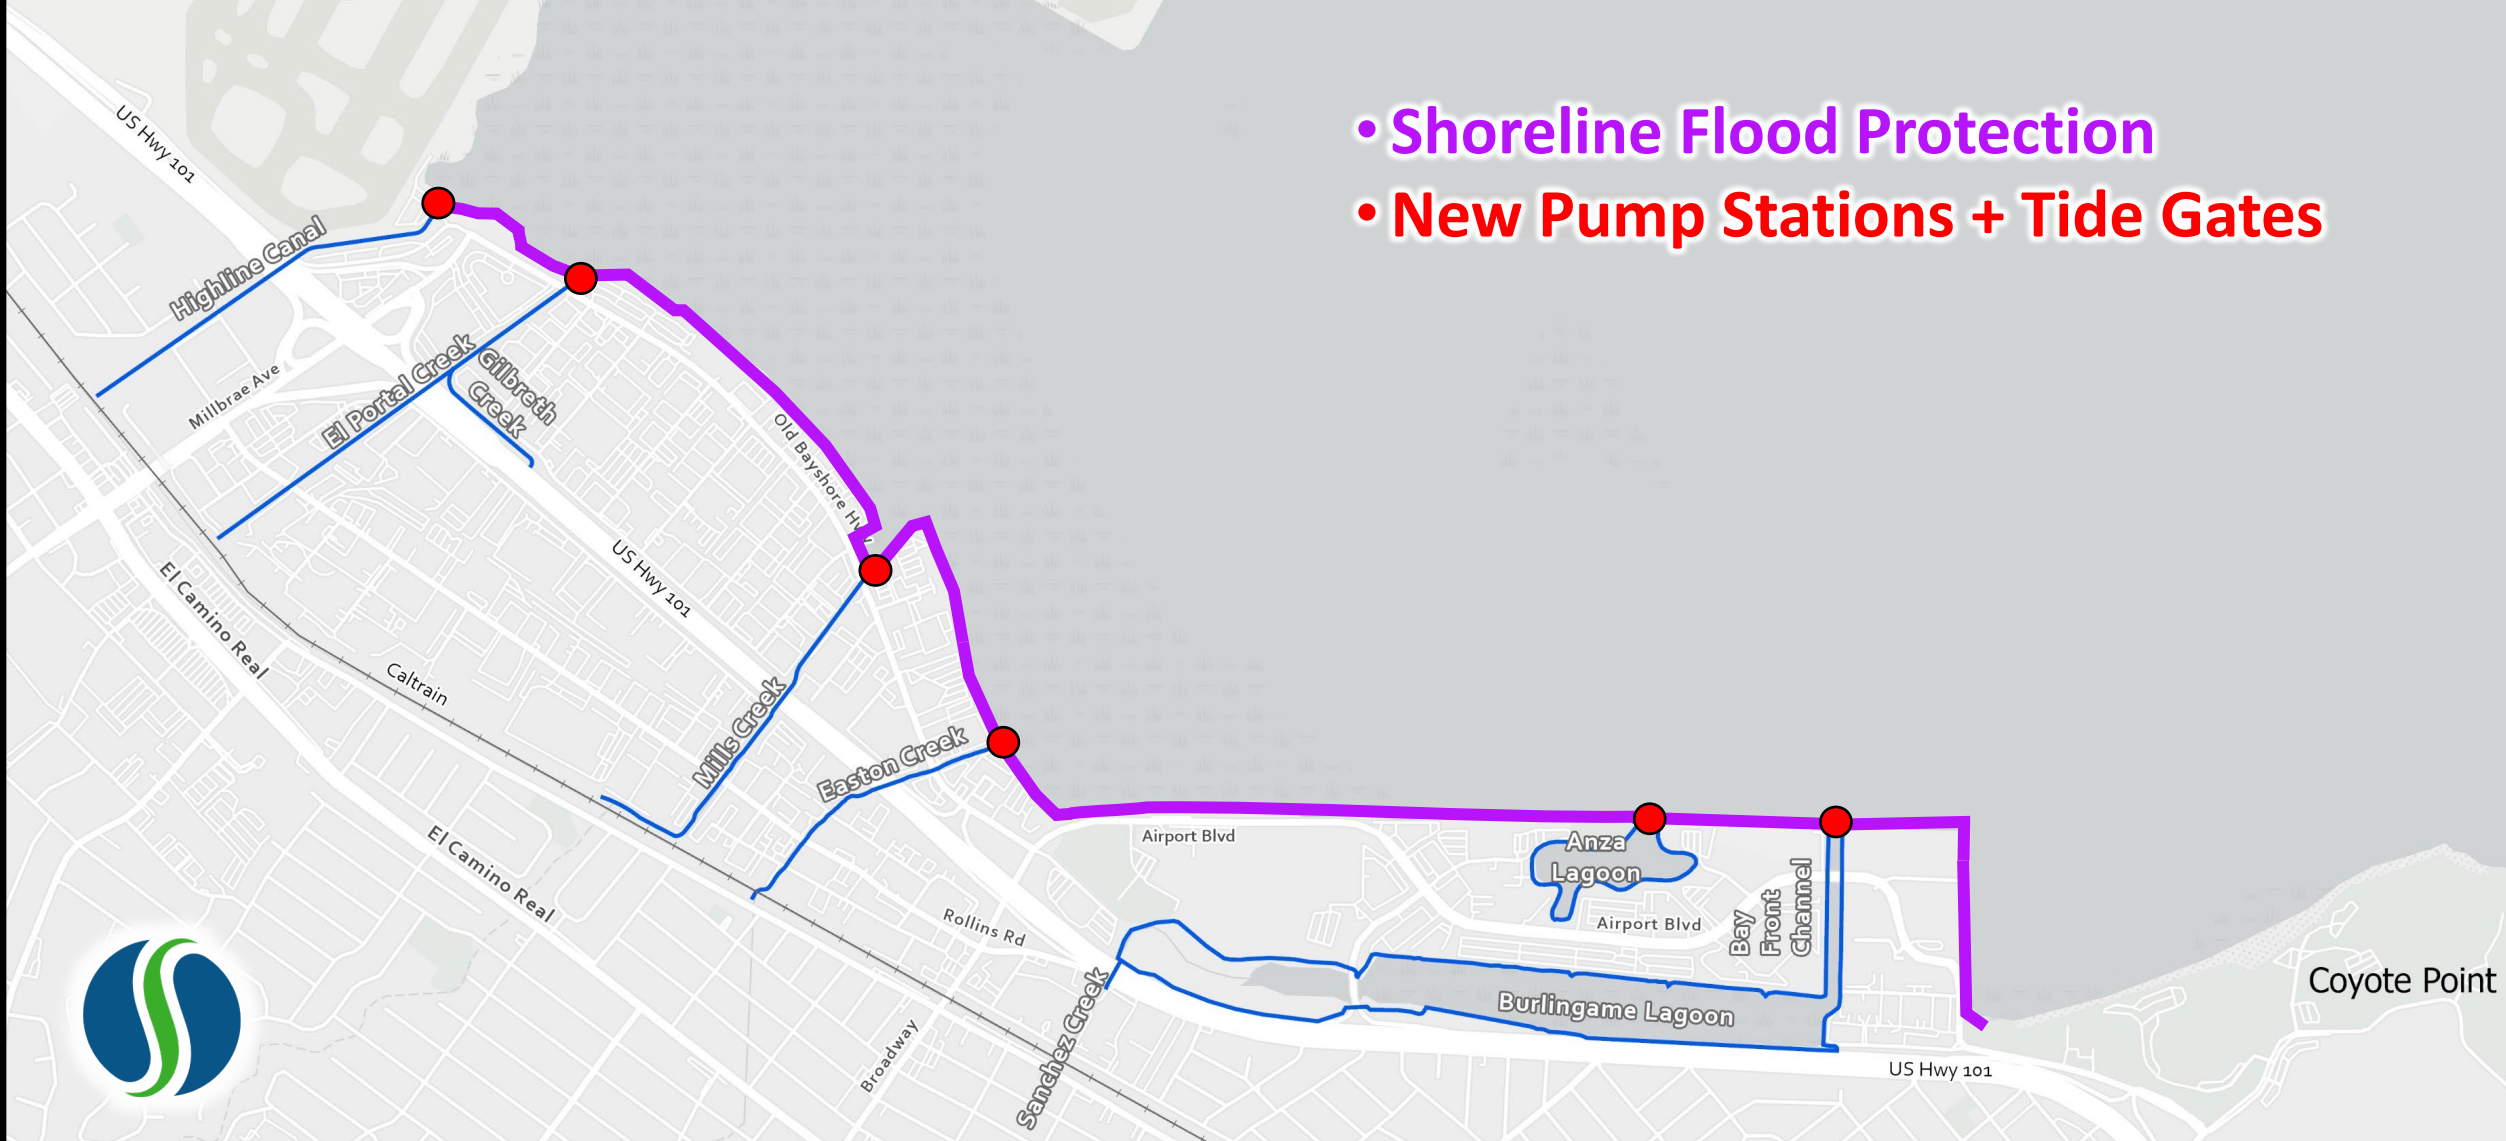 • Shoreline Flood Protection
• New Pump Stations + Tide Gates
US Hwy 101
Highline Canal
Millbrae Ave
El Portal Creek
Gilbreth
Creek
Old Bayshore Hwy
US Hwy 101
El Camino Real
Caltrain
Mills Creek
Easton Creek
El Camino Real
Airport Blvd
Anza
Lagoon
Bay
Front
Channel
Airport Blvd
Rollins Rd
Sanchez Creek
Broadway
Burlingame Lagoon
Coyote Point
US Hwy 101